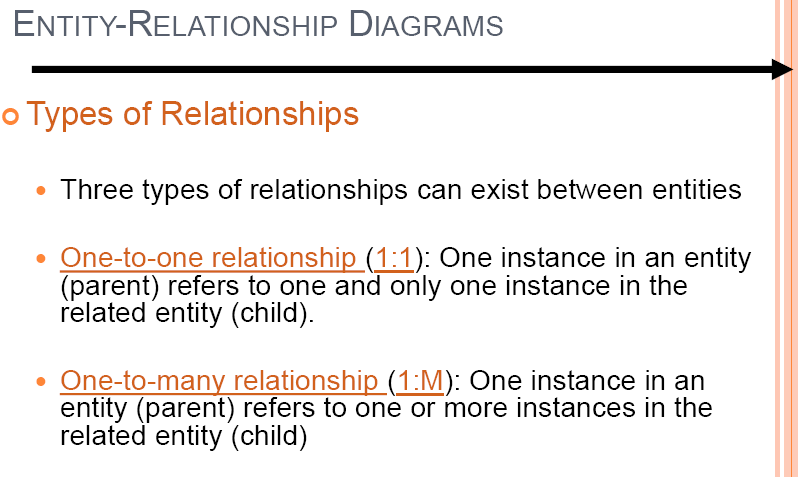 ENTITY-RELATIONSHIP DIAGRAMS
Types of Relationships
Three types of relationships can exist between entities
One-to-one relationship (1:1): One instance in an entity
(parent) refers to one and only one instance in the
related entity (child).
One-to-many relationship (1:M): One instance in an
entity (parent) refers to one or more instances in the
related entity (child)